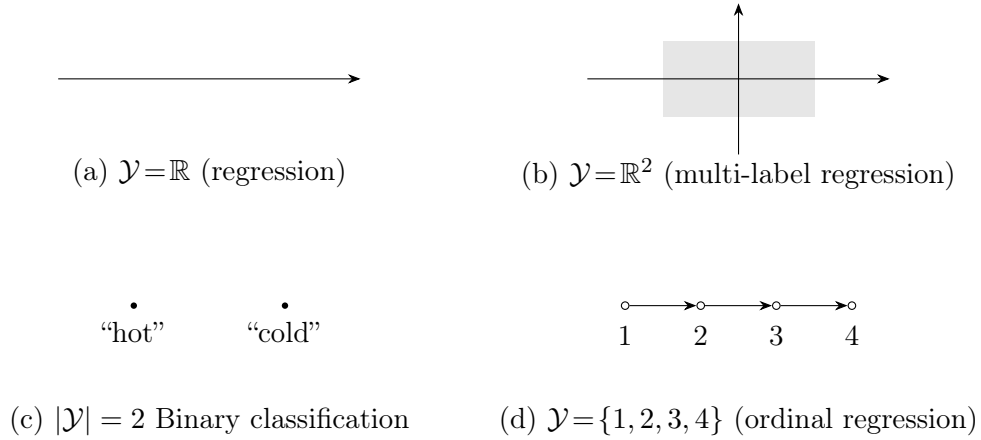 (a) 𝒴=ℝ (regression)
(b) 𝒴=ℝ² (multi-label regression)
“hot” “cold”
1 2 3 4
(c) |𝒴| = 2 Binary classification
(d) 𝒴={1, 2, 3, 4} (ordinal regression)